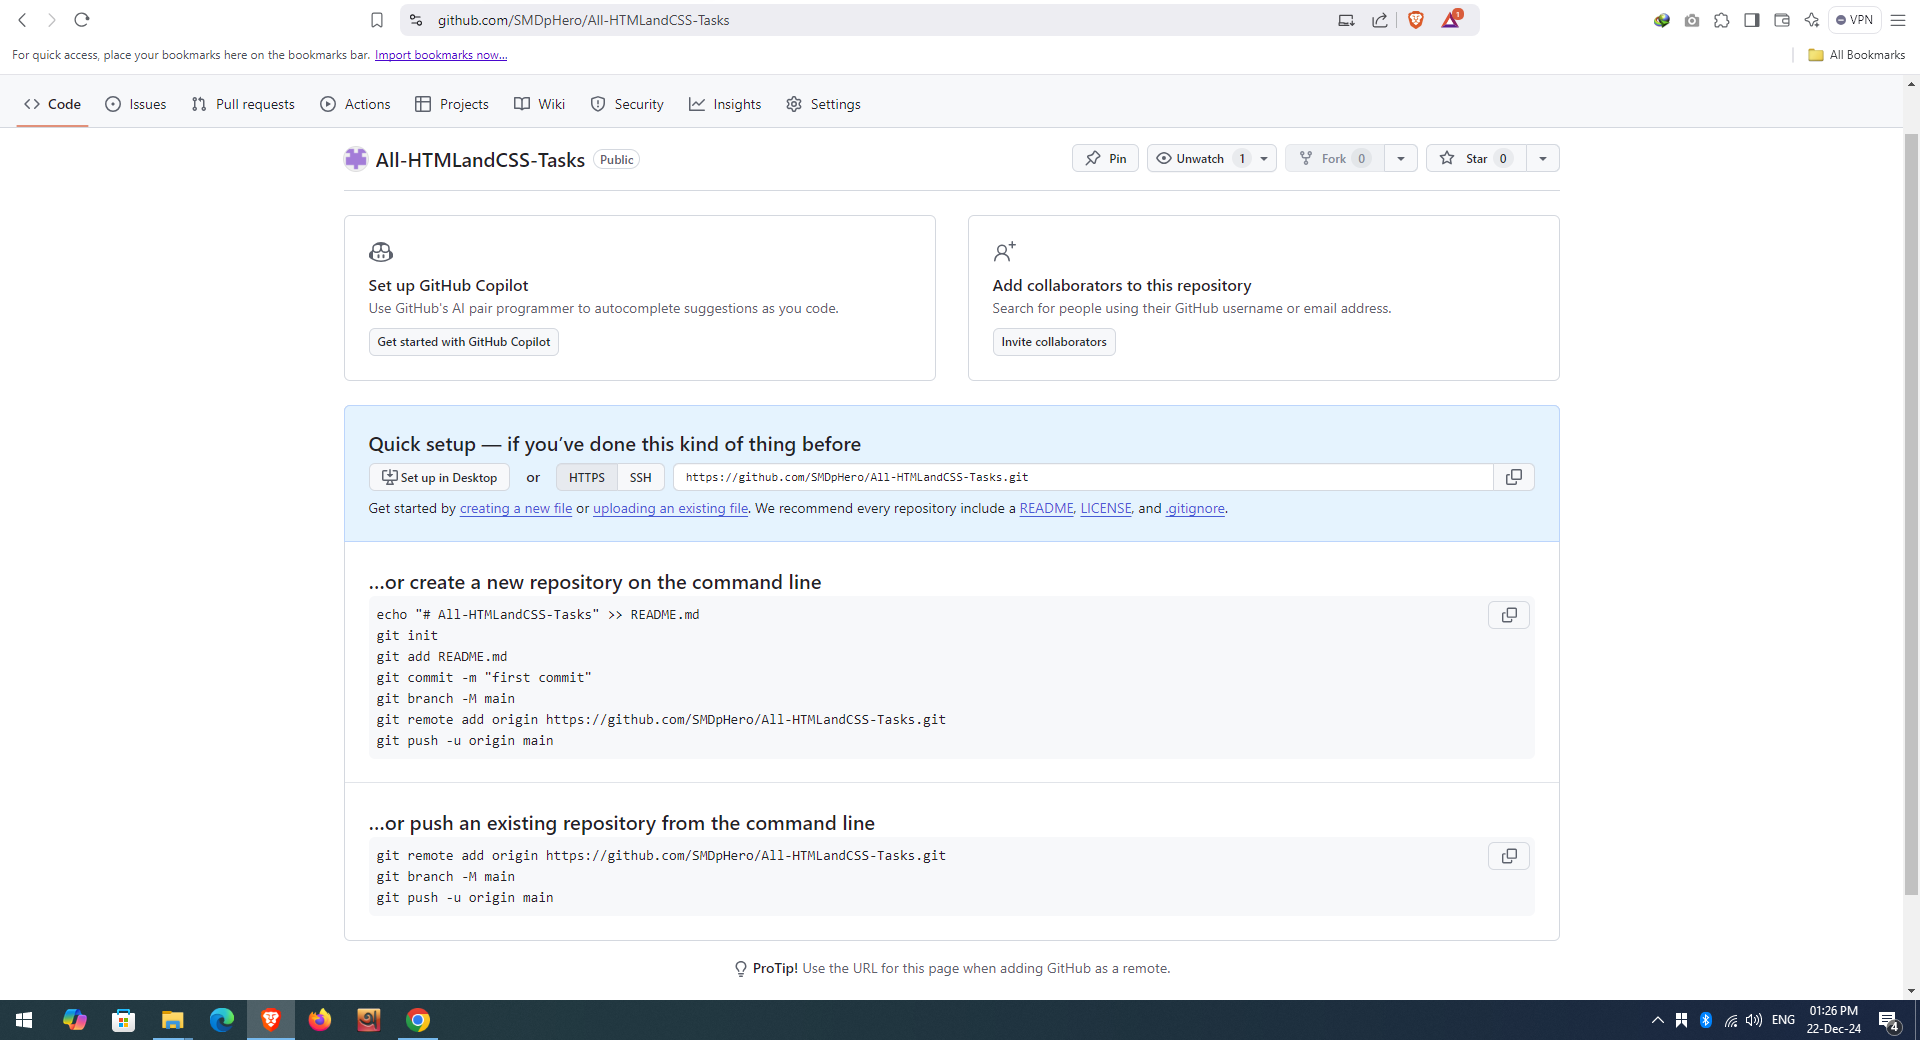 github.com/SMDpHero/All-HTMLandCSS-Tasks
1
VPN
For quick access, place your bookmarks here on the bookmarks bar. Import bookmarks now...
All Bookmarks
Code Issues Pull requests Actions Projects Wiki Security Insights Settings
All-HTMLandCSS-Tasks Public
Pin Unwatch 1 Fork 0 Star 0
Set up GitHub Copilot
Use GitHub's AI pair programmer to autocomplete suggestions as you code.
Get started with GitHub Copilot
Add collaborators to this repository
Search for people using their GitHub username or email address.
Invite collaborators
Quick setup — if you’ve done this kind of thing before
Set up in Desktop or HTTPS SSH https://github.com/SMDpHero/All-HTMLandCSS-Tasks.git
Get started by creating a new file or uploading an existing file. We recommend every repository include a README, LICENSE, and .gitignore.
…or create a new repository on the command line
echo "# All-HTMLandCSS-Tasks" >> README.md
git init
git add README.md
git commit -m "first commit"
git branch -M main
git remote add origin https://github.com/SMDpHero/All-HTMLandCSS-Tasks.git
git push -u origin main
…or push an existing repository from the command line
git remote add origin https://github.com/SMDpHero/All-HTMLandCSS-Tasks.git
git branch -M main
git push -u origin main
ProTip! Use the URL for this page when adding GitHub as a remote.
ENG
01:26 PM
22-Dec-24
4